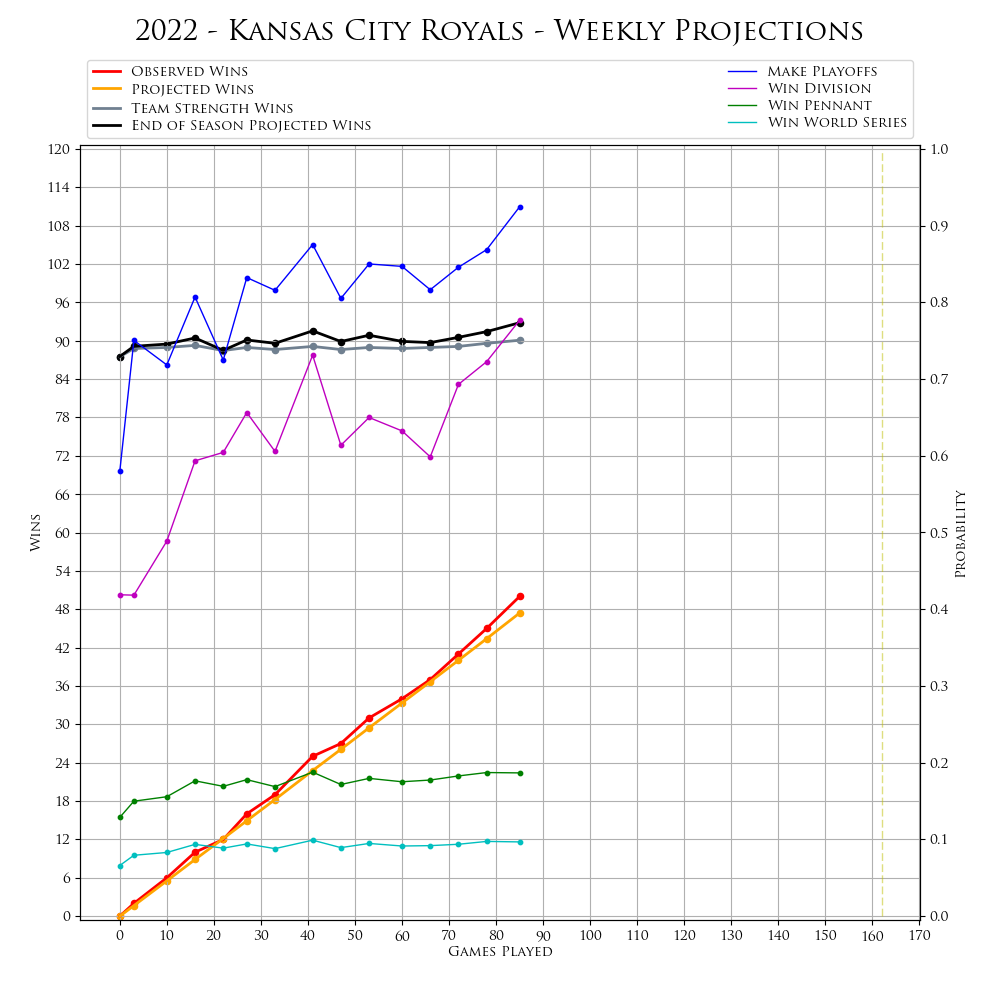 2022 - Kansas City Royals - Weekly Projections
Observed Wins
Projected Wins
Team Strength Wins
End of Season Projected Wins
Make Playoffs
Win Division
Win Pennant
Win World Series
120
114
108
102
96
90
84
78
72
66
60
54
48
42
36
30
24
18
12
6
0
Wins
1.0
0.9
0.8
0.7
0.6
0.5
0.4
0.3
0.2
0.1
0.0
Probability
0 10 20 30 40 50 60 70 80 90 100 110 120 130 140 150 160 170
Games Played